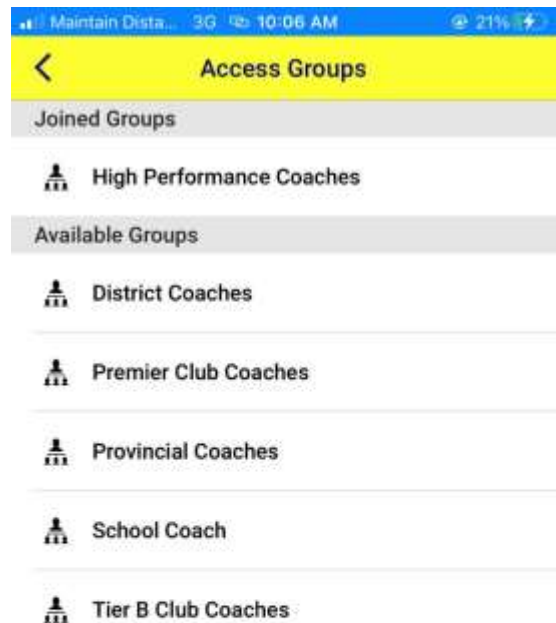 Maintain Dista... 3G 10:06 AM 21%
Access Groups
Joined Groups
High Performance Coaches
Available Groups
District Coaches
Premier Club Coaches
Provincial Coaches
School Coach
Tier B Club Coaches